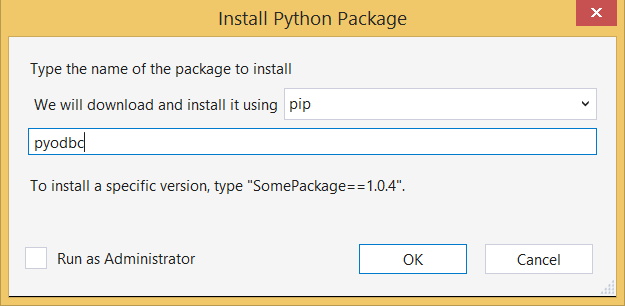 Install Python Package
Type the name of the package to install
We will download and install it using pip
pyodbc
To install a specific version, type "SomePackage==1.0.4".
Run as Administrator OK Cancel